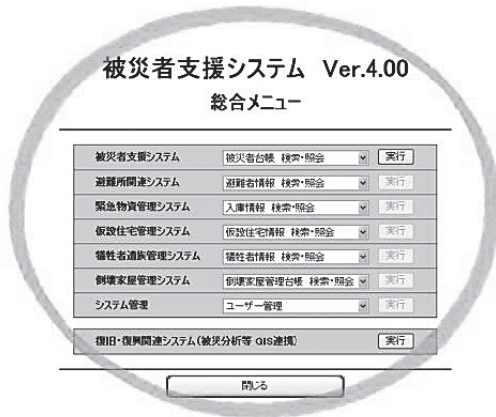 被災者支援システム Ver.4.00
総合メニュー
被災者支援システム 被災者台帳 検索・照会 実行
避難所関連システム 避難者情報 検索・照会 実行
緊急物資管理システム 入庫情報 検索・照会 実行
仮設住宅管理システム 仮設住宅情報 検索・照会 実行
犠牲者遺族管理システム 犠牲者情報 検索・照会 実行
倒壊家屋管理システム 倒壊家屋管理台帳 検索・照会 実行
システム管理 ユーザー管理 実行
復旧・復興関連システム(被災分析等 GIS連携) 実行
閉じる